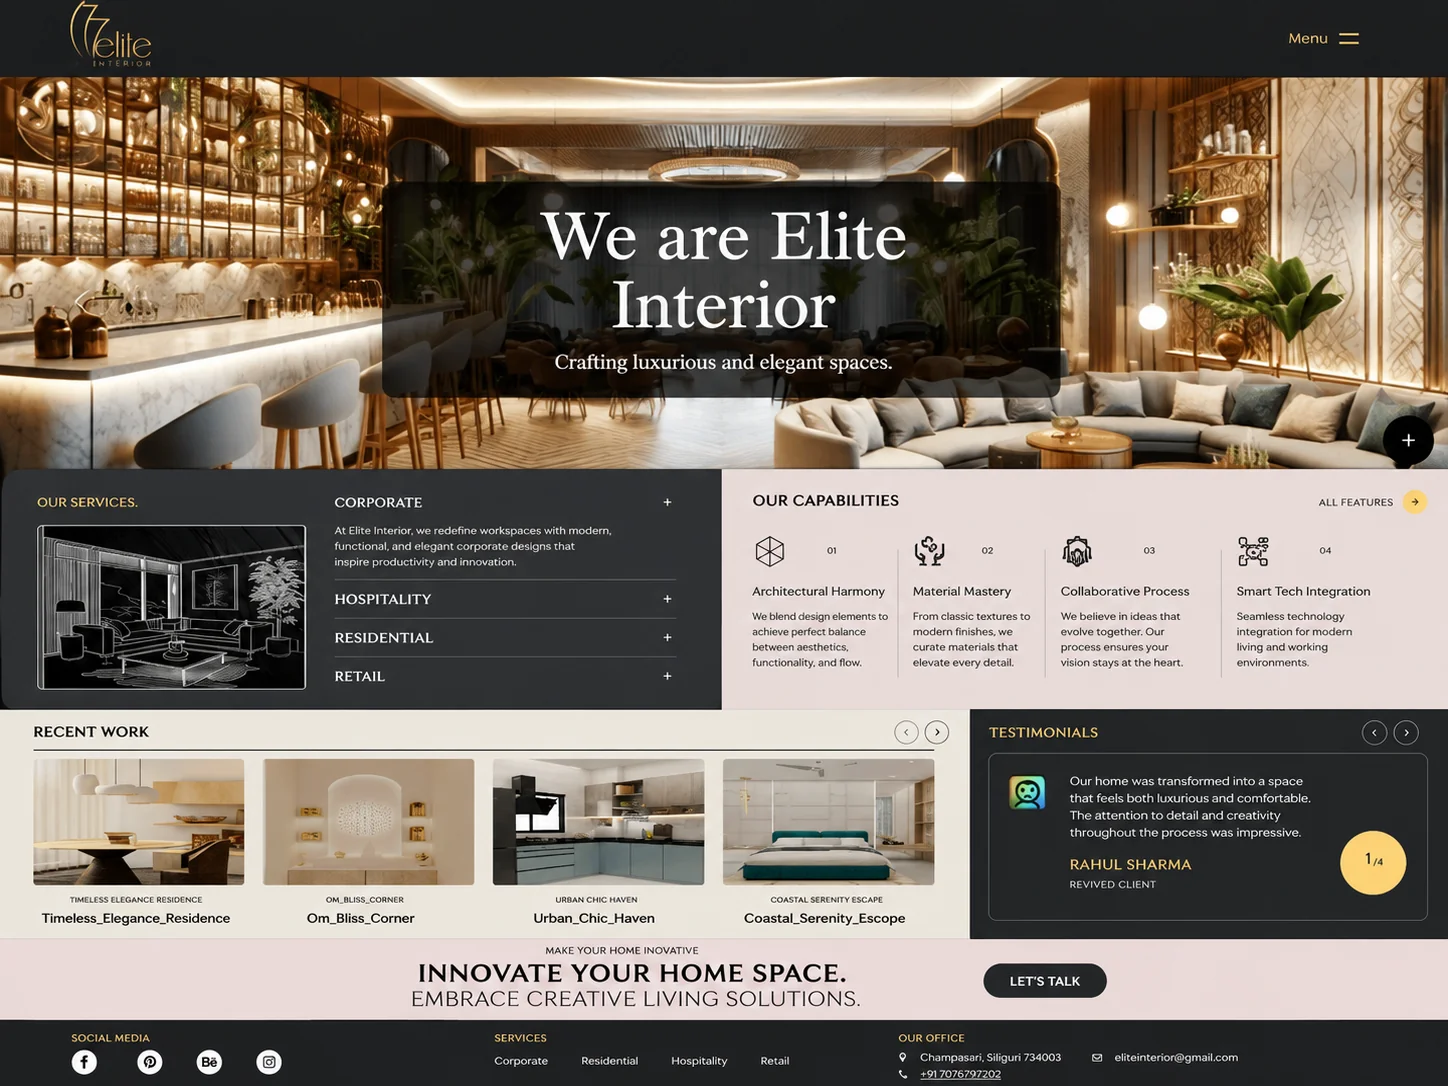 elite
INTERIOR
Menu
We are Elite
Interior
Crafting luxurious and elegant spaces.
OUR SERVICES.
CORPORATE +
At Elite Interior, we redefine workspaces with modern,
functional, and elegant corporate designs that
inspire productivity and innovation.
HOSPITALITY +
RESIDENTIAL +
RETAIL +
OUR CAPABILITIES
ALL FEATURES
01
Architectural Harmony
We blend design elements to
achieve perfect balance
between aesthetics,
functionality, and flow.
02
Material Mastery
From classic textures to
modern finishes, we
curate materials that
elevate every detail.
03
Collaborative Process
We believe in ideas that
evolve together. Our
process ensures your
vision stays at the heart.
04
Smart Tech Integration
Seamless technology
integration for modern
living and working
environments.
RECENT WORK
TIMELESS ELEGANCE RESIDENCE
Timeless_Elegance_Residence
OM_BLISS_CORNER
Om_Bliss_Corner
URBAN CHIC HAVEN
Urban_Chic_Haven
COASTAL SERENITY ESCAPE
Coastal_Serenity_Escope
TESTIMONIALS
Our home was transformed into a space
that feels both luxurious and comfortable.
The attention to detail and creativity
throughout the process was impressive.
RAHUL SHARMA
REVIVED CLIENT
1/4
MAKE YOUR HOME INOVATIVE
INNOVATE YOUR HOME SPACE.
EMBRACE CREATIVE LIVING SOLUTIONS.
LET'S TALK
SOCIAL MEDIA
Bē
SERVICES
Corporate Residential Hospitality Retail
OUR OFFICE
Champasari, Siliguri 734003
eliteinterior@gmail.com
+91 7076797202